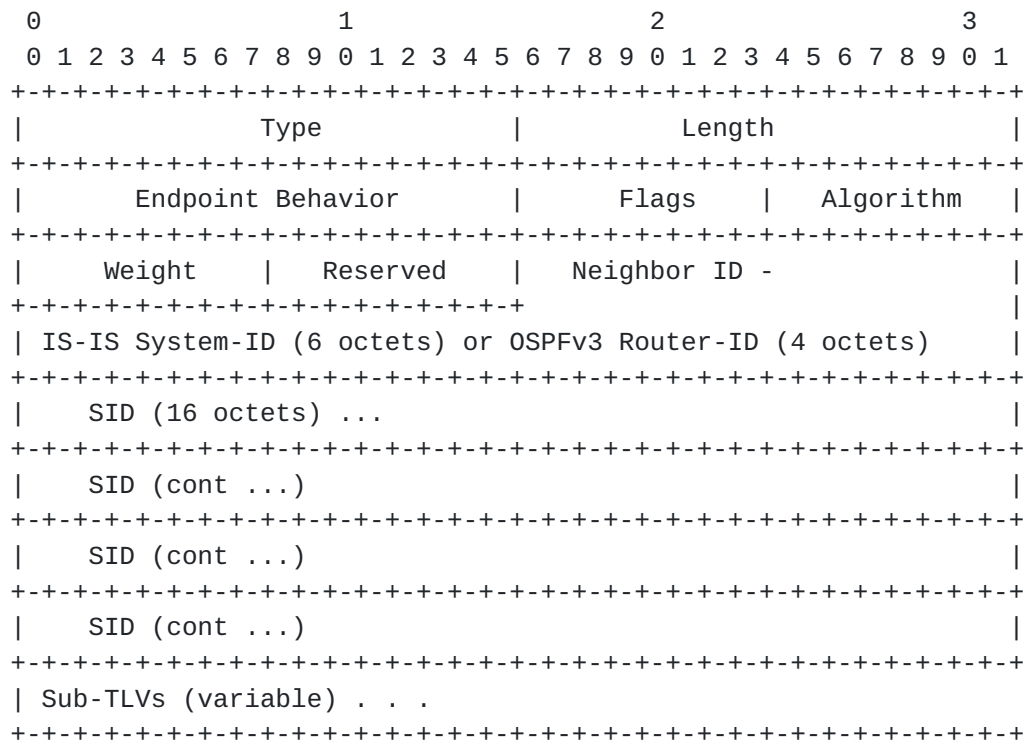 0                   1                   2                   3
 0 1 2 3 4 5 6 7 8 9 0 1 2 3 4 5 6 7 8 9 0 1 2 3 4 5 6 7 8 9 0 1
+-+-+-+-+-+-+-+-+-+-+-+-+-+-+-+-+-+-+-+-+-+-+-+-+-+-+-+-+-+-+-+-+
|               Type            |          Length               |
+-+-+-+-+-+-+-+-+-+-+-+-+-+-+-+-+-+-+-+-+-+-+-+-+-+-+-+-+-+-+-+-+
|       Endpoint Behavior       |      Flags    |   Algorithm   |
+-+-+-+-+-+-+-+-+-+-+-+-+-+-+-+-+-+-+-+-+-+-+-+-+-+-+-+-+-+-+-+-+
|     Weight    |   Reserved    |   Neighbor ID -               |
+-+-+-+-+-+-+-+-+-+-+-+-+-+-+-+-+                               |
| IS-IS System-ID (6 octets) or OSPFv3 Router-ID (4 octets)     |
+-+-+-+-+-+-+-+-+-+-+-+-+-+-+-+-+-+-+-+-+-+-+-+-+-+-+-+-+-+-+-+-+
|    SID (16 octets) ...                                        |
+-+-+-+-+-+-+-+-+-+-+-+-+-+-+-+-+-+-+-+-+-+-+-+-+-+-+-+-+-+-+-+-+
|    SID (cont ...)                                             |
+-+-+-+-+-+-+-+-+-+-+-+-+-+-+-+-+-+-+-+-+-+-+-+-+-+-+-+-+-+-+-+-+
|    SID (cont ...)                                             |
+-+-+-+-+-+-+-+-+-+-+-+-+-+-+-+-+-+-+-+-+-+-+-+-+-+-+-+-+-+-+-+-+
|    SID (cont ...)                                             |
+-+-+-+-+-+-+-+-+-+-+-+-+-+-+-+-+-+-+-+-+-+-+-+-+-+-+-+-+-+-+-+-+
| Sub-TLVs (variable) . . .
+-+-+-+-+-+-+-+-+-+-+-+-+-+-+-+-+-+-+-+-+-+-+-+-+-+-+-+-+-+-+-+-+